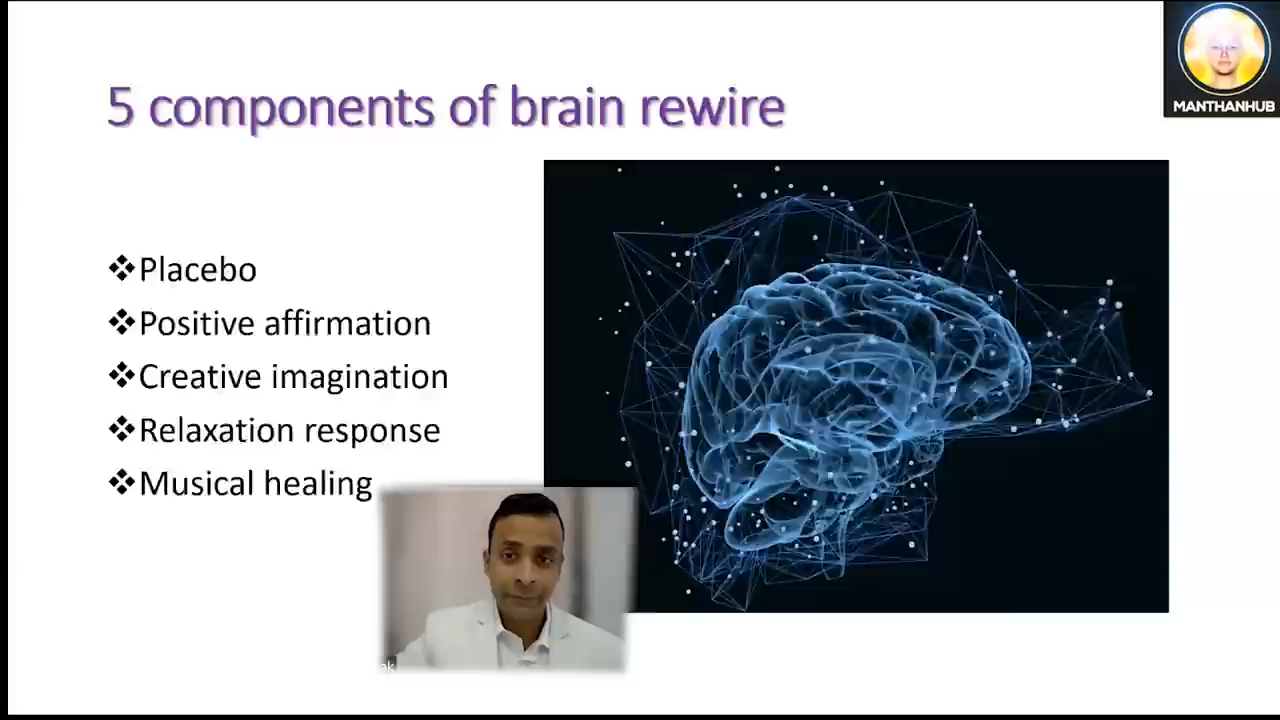 5 components of brain rewire
MANTHANHUB
❖Placebo
❖Positive affirmation
❖Creative imagination
❖Relaxation response
❖Musical healing